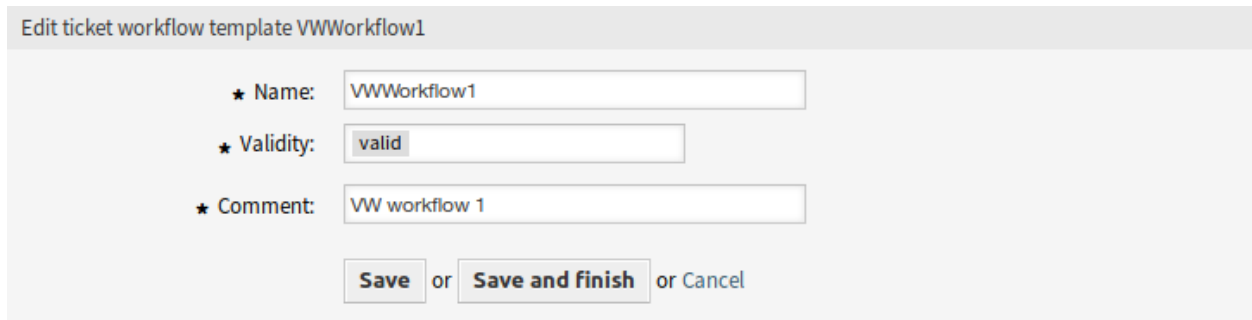 Edit ticket workflow template VWWorkflow1
★ Name: VWWorkflow1
★ Validity: valid
★ Comment: VW workflow 1
Save or Save and finish or Cancel